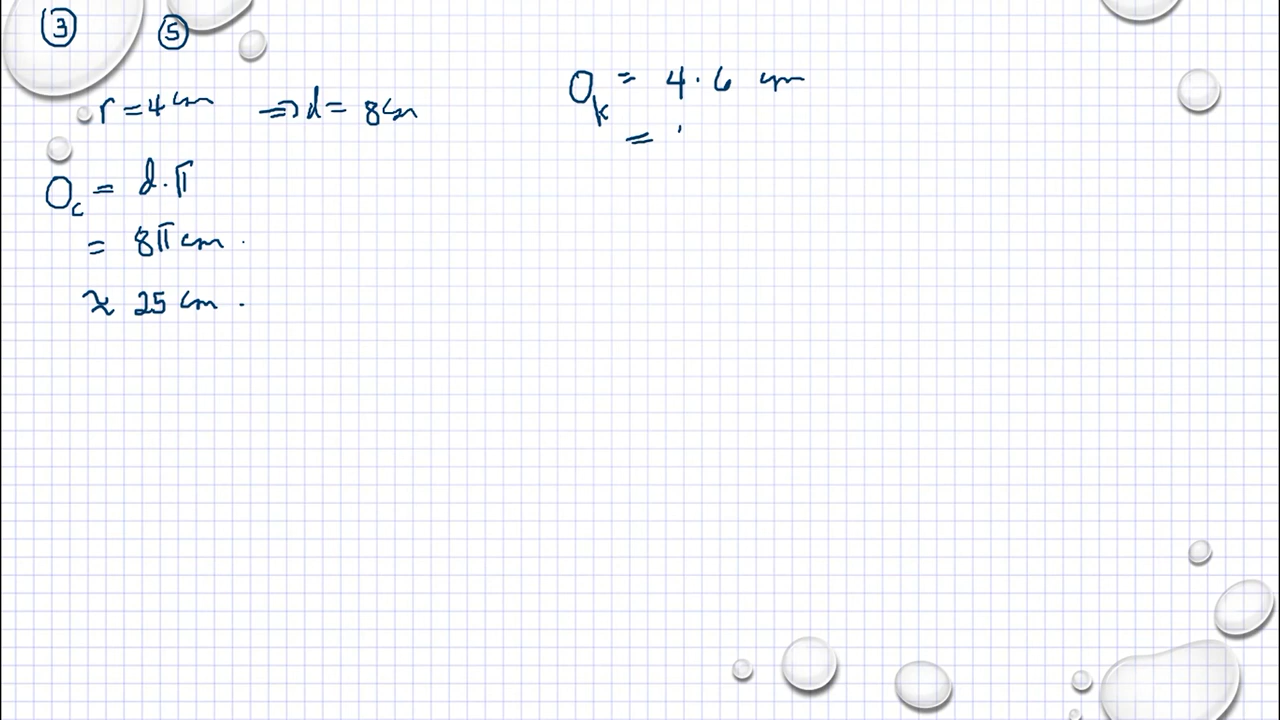 ③ ⑤
r = 4 cm ⇒ d = 8 cm
O_c = d · π
= 8π cm.
≈ 25 cm.
O_k = 4 · 6 cm
=